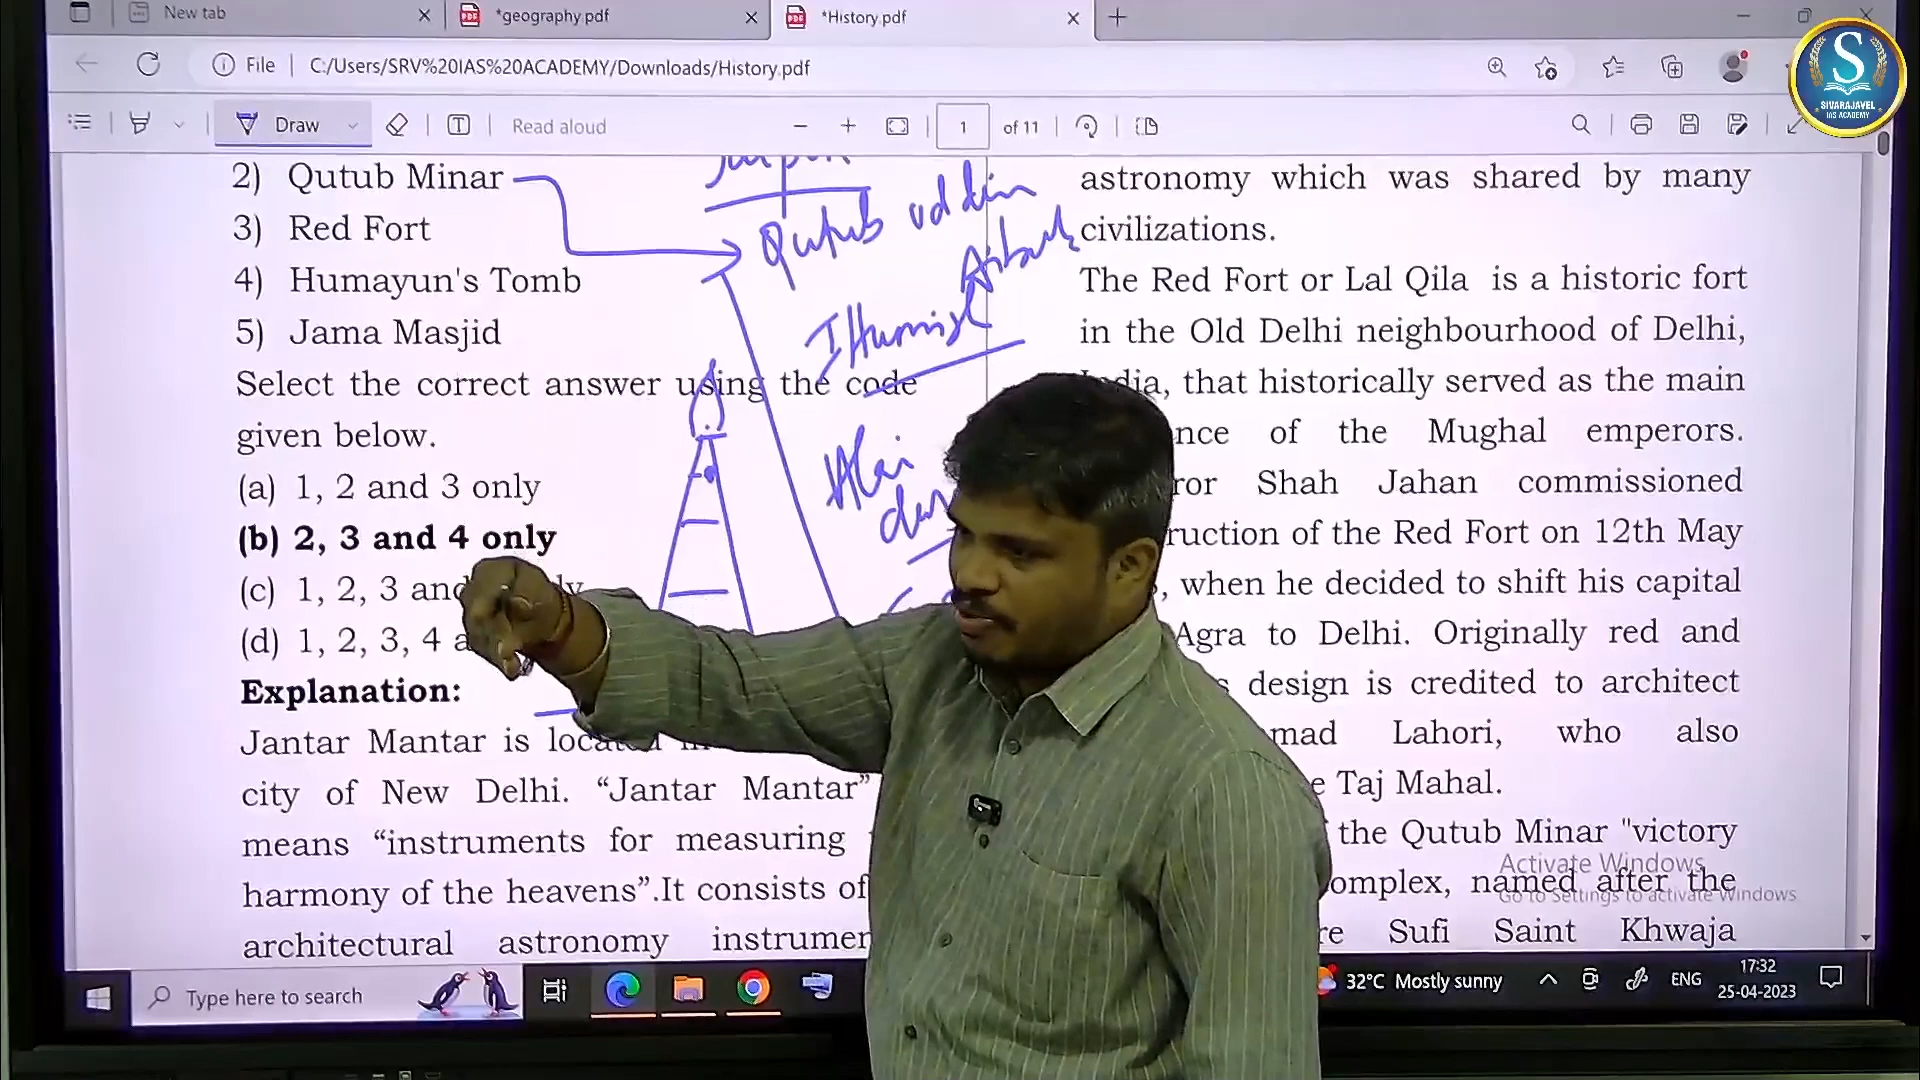 New tab
*geography.pdf
*History.pdf
File
C:/Users/SRV%20IAS%20ACADEMY/Downloads/History.pdf
S
SIVARAJAVEL
IAS ACADEMY
Draw
Read aloud
1
of 11
2) Qutub Minar
3) Red Fort
4) Humayun's Tomb
5) Jama Masjid
Select the correct answer using the code
given below.
(a) 1, 2 and 3 only
(b) 2, 3 and 4 only
(c) 1, 2, 3 and
(d) 1, 2, 3, 4
Explanation:
Jantar Mantar is located
city of New Delhi. “Jantar Mantar”
means “instruments for measuring
harmony of the heavens”.It consists of
architectural astronomy
Qutub uddin
Aibak
Alai
astronomy which was shared by many
civilizations.
The Red Fort or Lal Qila is a historic fort
in the Old Delhi neighbourhood of Delhi,
India, that historically served as the main
of the Mughal emperors.
Shah Jahan commissioned
of the Red Fort on 12th May
, when he decided to shift his capital
Agra to Delhi. Originally red and
design is credited to architect
Lahori, who also
Taj Mahal.
the Qutub Minar "victory
named after the
Sufi Saint Khwaja
Activate Windows
Go to Settings to activate Windows
Type here to search
32°C Mostly sunny
ENG
17:32
25-04-2023